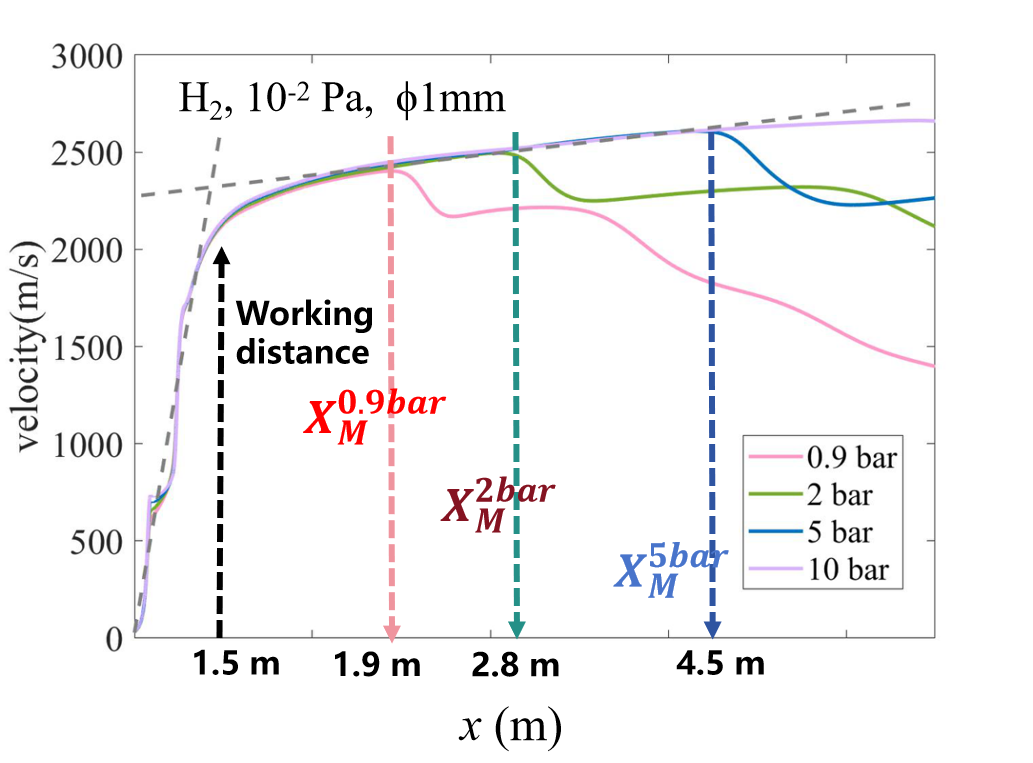 3000
H₂, 10⁻² Pa, ϕ1mm
2500
2000
Working
distance
1500
X_M^0.9bar
1000
X_M^2bar
0.9 bar
2 bar
5 bar
10 bar
500
X_M^5bar
0
velocity(m/s)
1.5 m
1.9 m
2.8 m
4.5 m
x (m)